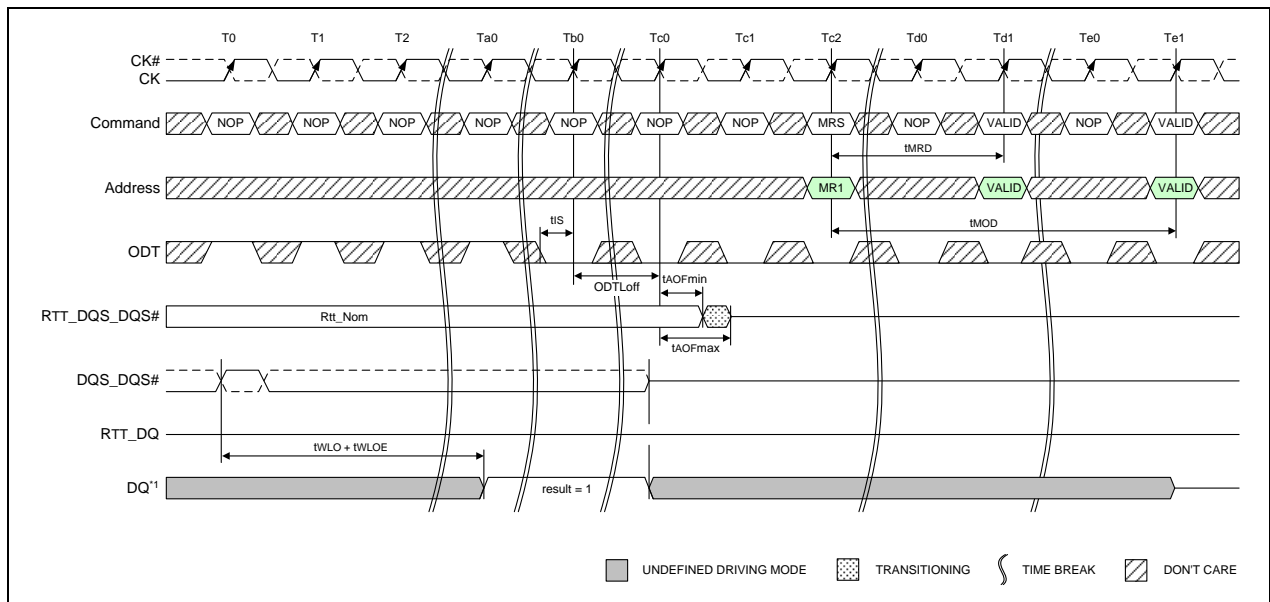 T0 T1 T2 Ta0 Tb0 Tc0 Tc1 Tc2 Td0 Td1 Te0 Te1
CK#
CK
Command NOP NOP NOP NOP NOP NOP NOP MRS NOP VALID NOP VALID
tMRD
Address MR1 VALID VALID
tIS
tMOD
ODT
tAOFmin
ODTLoff
RTT_DQS_DQS# Rtt_Nom
tAOFmax
DQS_DQS#
RTT_DQ
tWLO + tWLOE
DQ*1 result = 1
UNDEFINED DRIVING MODE TRANSITIONING TIME BREAK DON'T CARE